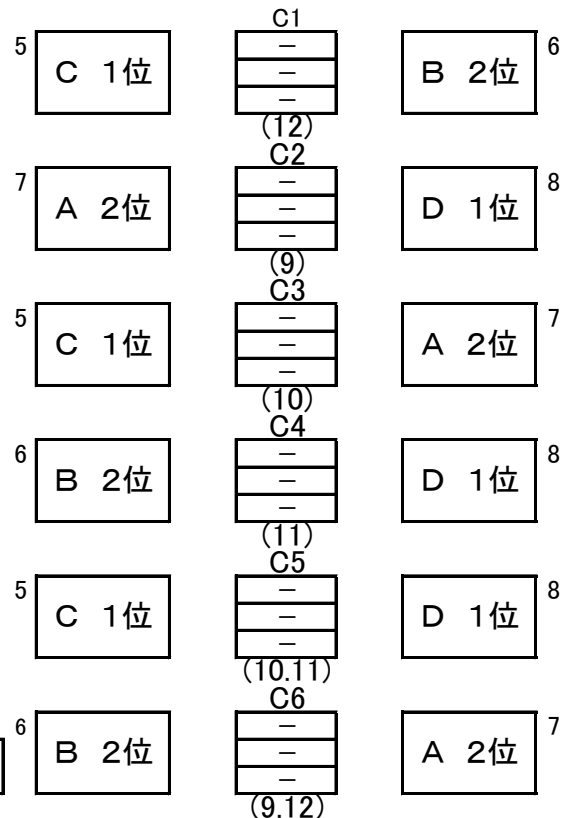 C1
5 C 1位 － B 2位 6
－
－
(12)
C2
7 A 2位 － D 1位 8
－
－
(9)
C3
5 C 1位 － A 2位 7
－
－
(10)
C4
6 B 2位 － D 1位 8
－
－
(11)
C5
5 C 1位 － D 1位 8
－
－
(10.11)
C6
6 B 2位 － A 2位 7
－
－
(9.12)